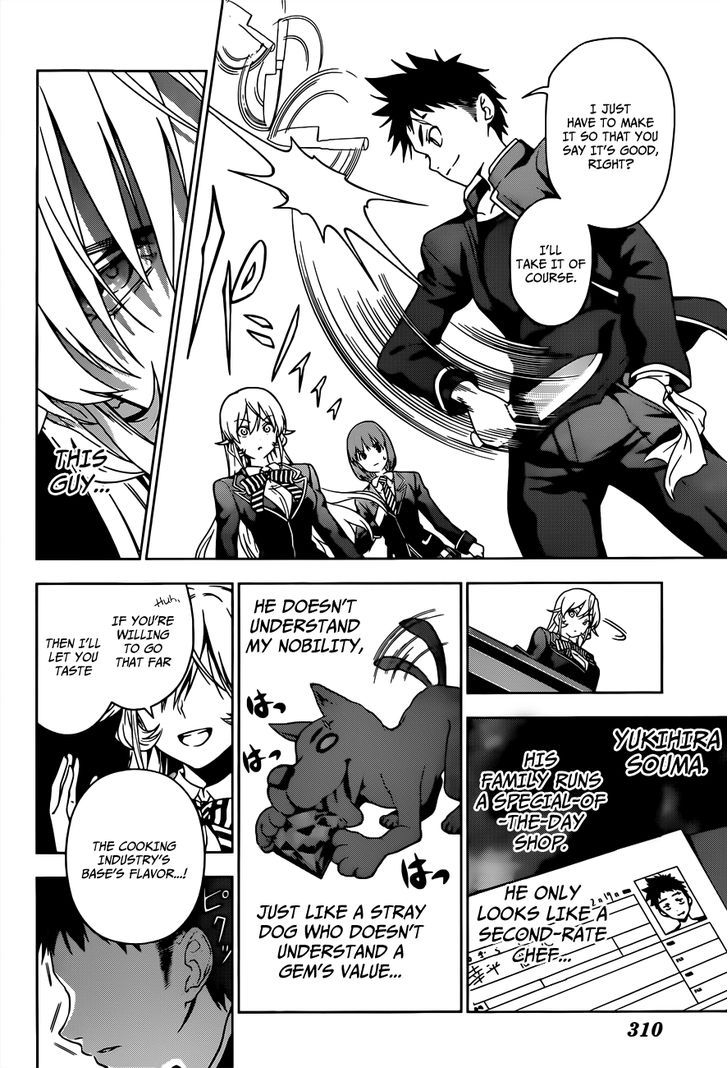 I JUST
HAVE TO MAKE
IT SO THAT YOU
SAY IT'S GOOD,
RIGHT?
I'LL
TAKE IT OF
COURSE.
THIS
GUY...
YUKIHIRA
SOUMA.
HIS
FAMILY RUNS
A SPECIAL-OF
-THE-DAY
SHOP.
HE ONLY
LOOKS LIKE A
SECOND-RATE
CHEF...
HE DOESN'T
UNDERSTAND
MY NOBILITY,
はっ
はっ
はっ
JUST LIKE A STRAY
DOG WHO DOESN'T
UNDERSTAND A
GEM'S VALUE...
Huh.
IF YOU'RE
WILLING TO
GO THAT FAR
THEN I'LL
LET YOU
TASTE
THE COOKING
INDUSTRY'S
BASE'S FLAVOR...!
ピクッ
310